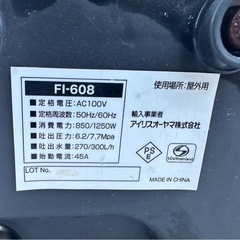 FI-608
使用場所:屋外用
■定格電圧:AC100V
■定格周波数:50Hz/60Hz
■消費電力:850/1250W
■吐出圧力:6.2/7.7Mpa
■吐出水量:270/300L/h
■始動電流:45A
輸入事業者
アイリスオーヤマ株式会社
PSE
LOT No.
MADE IN CHINA